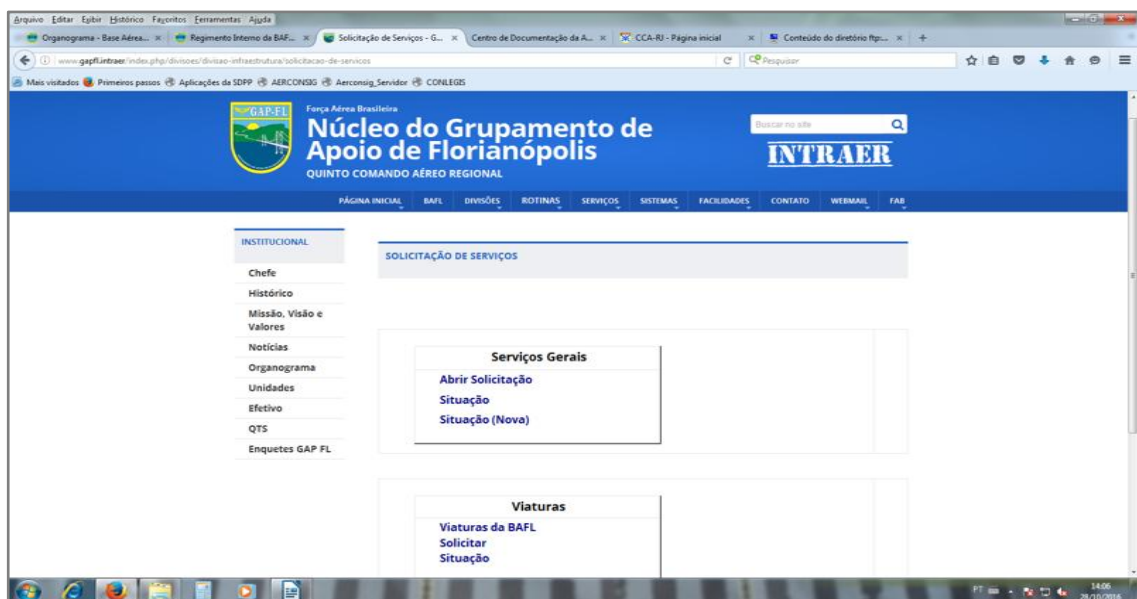 Arquivo Editar Exibir Histórico Favoritos Ferramentas Ajuda
Organograma - Base Aérea... × Regimento Interno da BAF... × Solicitação de Serviços - G... × Centro de Documentação da A... × CCA-RJ - Página inicial × Conteúdo do diretório ftp:... × +
www.gapfl.intraer/index.php/divisoes/divisao-infraestrutura/solicitacao-de-servicos Pesquisar
Mais visitados Primeiros passos Aplicações da SDPP AERCONSIG Aerconsig_Servidor CONLEGIS
GAP-FL
Força Aérea Brasileira
Núcleo do Grupamento de
Apoio de Florianópolis
QUINTO COMANDO AÉREO REGIONAL
Buscar no site
INTRAER
PÁGINA INICIAL BAFL DIVISÕES ROTINAS SERVIÇOS SISTEMAS FACILIDADES CONTATO WEBMAIL FAB
INSTITUCIONAL
Chefe
Histórico
Missão, Visão e
Valores
Notícias
Organograma
Unidades
Efetivo
QTS
Enquetes GAP FL
SOLICITAÇÃO DE SERVIÇOS
Serviços Gerais
Abrir Solicitação
Situação
Situação (Nova)
Viaturas
Viaturas da BAFL
Solicitar
Situação
PT
14:06
28/10/2016